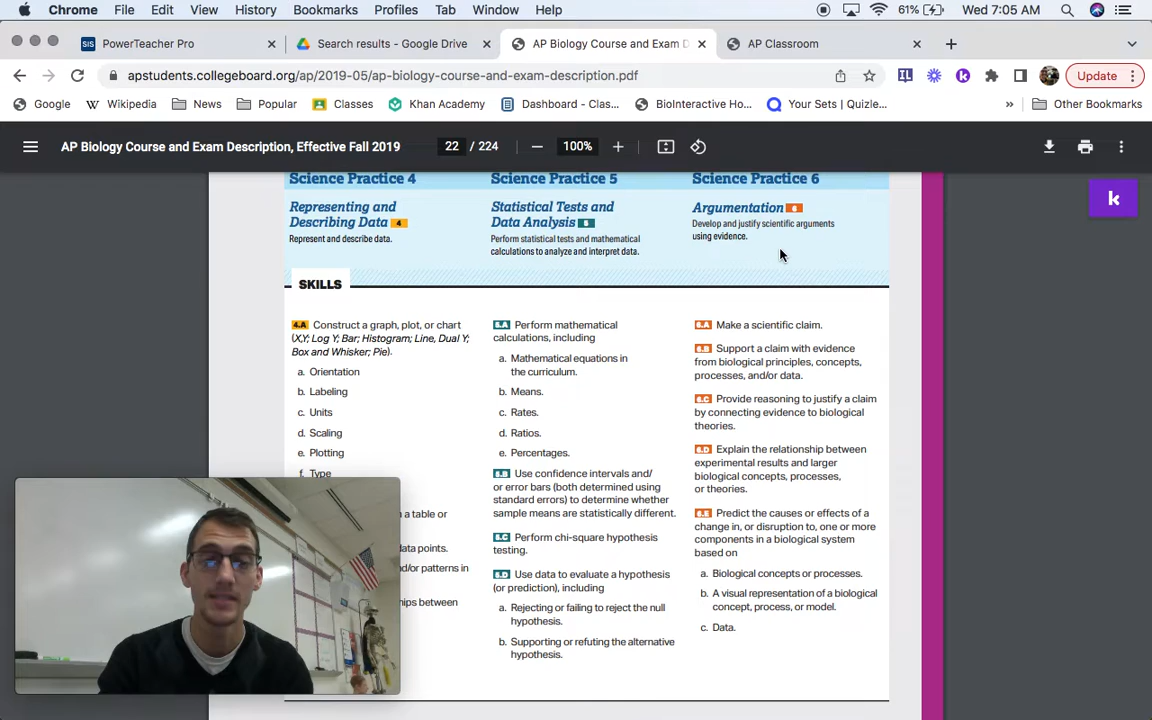 Chrome File Edit View History Bookmarks Profiles Tab Window Help 61% Wed 7:05 AM
SIS PowerTeacher Pro Search results - Google Drive AP Biology Course and Exam D AP Classroom
apstudents.collegeboard.org/ap/2019-05/ap-biology-course-and-exam-description.pdf Update
Google Wikipedia News Popular Classes Khan Academy Dashboard - Clas... BioInteractive Ho... Your Sets | Quizle... » Other Bookmarks
AP Biology Course and Exam Description, Effective Fall 2019 22 / 224 100%
k
Science Practice 4
Representing and
Describing Data 4
Represent and describe data.
Science Practice 5
Statistical Tests and
Data Analysis 5
Perform statistical tests and mathematical
calculations to analyze and interpret data.
Science Practice 6
Argumentation 6
Develop and justify scientific arguments
using evidence.
SKILLS
4.A Construct a graph, plot, or chart
(X,Y; Log Y; Bar; Histogram; Line, Dual Y;
Box and Whisker; Pie).
a. Orientation
b. Labeling
c. Units
d. Scaling
e. Plotting
f. Type
a table or
data points.
and/or patterns in
between
5.A Perform mathematical
calculations, including
a. Mathematical equations in
the curriculum.
b. Means.
c. Rates.
d. Ratios.
e. Percentages.
5.B Use confidence intervals and/
or error bars (both determined using
standard errors) to determine whether
sample means are statistically different.
5.C Perform chi-square hypothesis
testing.
5.D Use data to evaluate a hypothesis
(or prediction), including
a. Rejecting or failing to reject the null
hypothesis.
b. Supporting or refuting the alternative
hypothesis.
6.A Make a scientific claim.
6.B Support a claim with evidence
from biological principles, concepts,
processes, and/or data.
6.C Provide reasoning to justify a claim
by connecting evidence to biological
theories.
6.D Explain the relationship between
experimental results and larger
biological concepts, processes,
or theories.
6.E Predict the causes or effects of a
change in, or disruption to, one or more
components in a biological system
based on
a. Biological concepts or processes.
b. A visual representation of a biological
concept, process, or model.
c. Data.